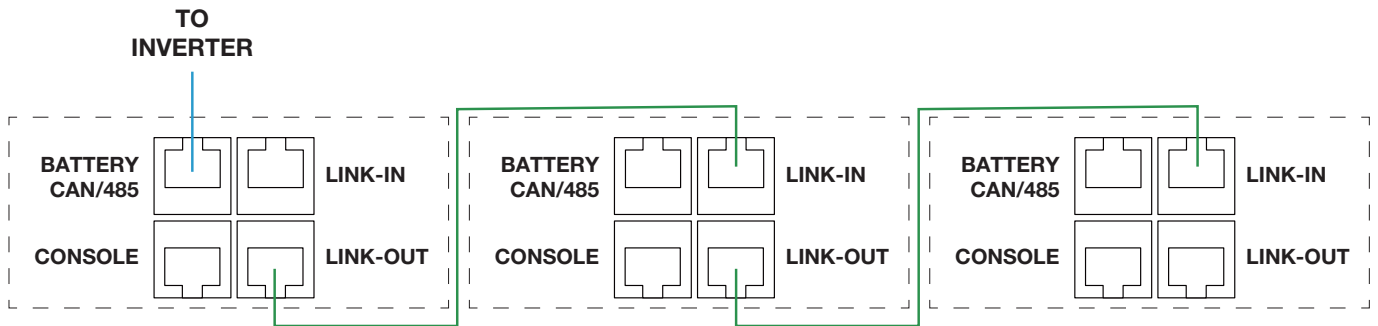 TO
INVERTER
BATTERY
CAN/485
LINK-IN
CONSOLE
LINK-OUT
BATTERY
CAN/485
LINK-IN
CONSOLE
LINK-OUT
BATTERY
CAN/485
LINK-IN
CONSOLE
LINK-OUT